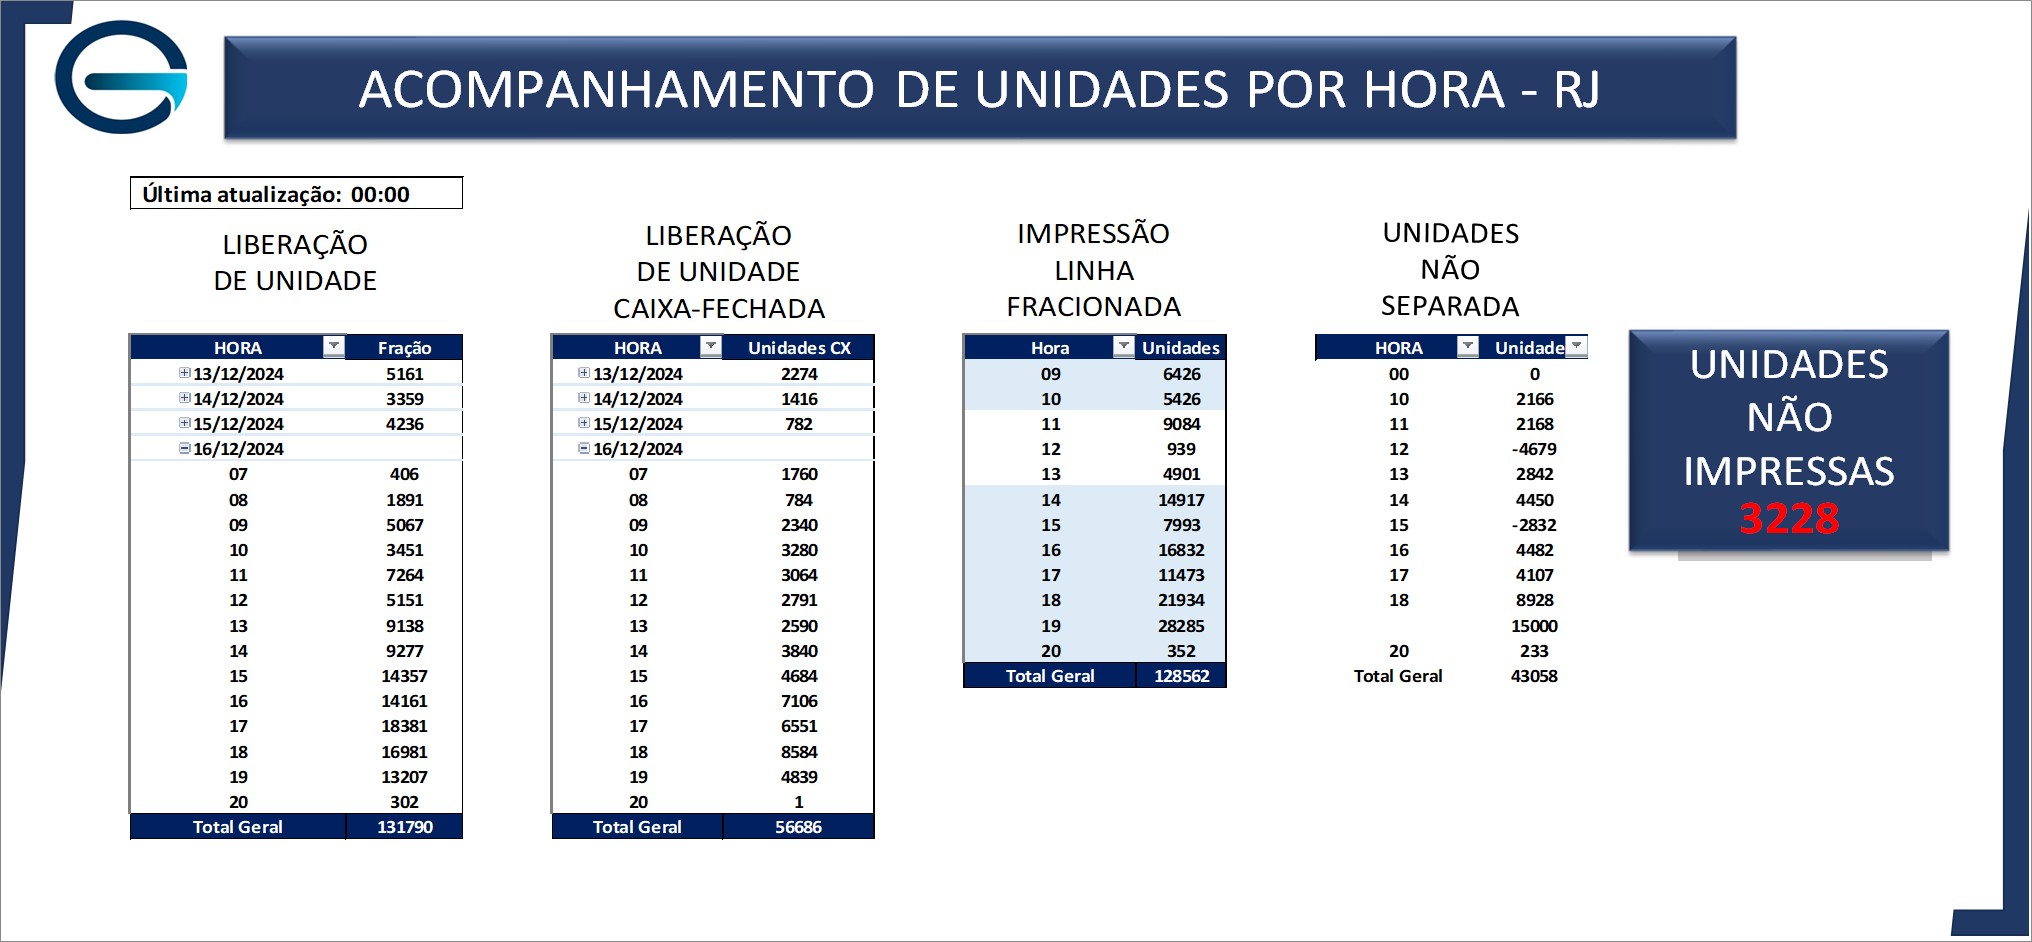 ACOMPANHAMENTO DE UNIDADES POR HORA - RJ
Última atualização: 00:00
LIBERAÇÃO
DE UNIDADE
HORA Fração
13/12/2024 5161
14/12/2024 3359
15/12/2024 4236
16/12/2024
07 406
08 1891
09 5067
10 3451
11 7264
12 5151
13 9138
14 9277
15 14357
16 14161
17 18381
18 16981
19 13207
20 302
Total Geral 131790
LIBERAÇÃO
DE UNIDADE
CAIXA-FECHADA
HORA Unidades CX
13/12/2024 2274
14/12/2024 1416
15/12/2024 782
16/12/2024
07 1760
08 784
09 2340
10 3280
11 3064
12 2791
13 2590
14 3840
15 4684
16 7106
17 6551
18 8584
19 4839
20 1
Total Geral 56686
IMPRESSÃO
LINHA
FRACIONADA
Hora Unidades
09 6426
10 5426
11 9084
12 939
13 4901
14 14917
15 7993
16 16832
17 11473
18 21934
19 28285
20 352
Total Geral 128562
UNIDADES
NÃO
SEPARADA
HORA Unidade
00 0
10 2166
11 2168
12 -4679
13 2842
14 4450
15 -2832
16 4482
17 4107
18 8928
15000
20 233
Total Geral 43058
UNIDADES
NÃO
IMPRESSAS
3228